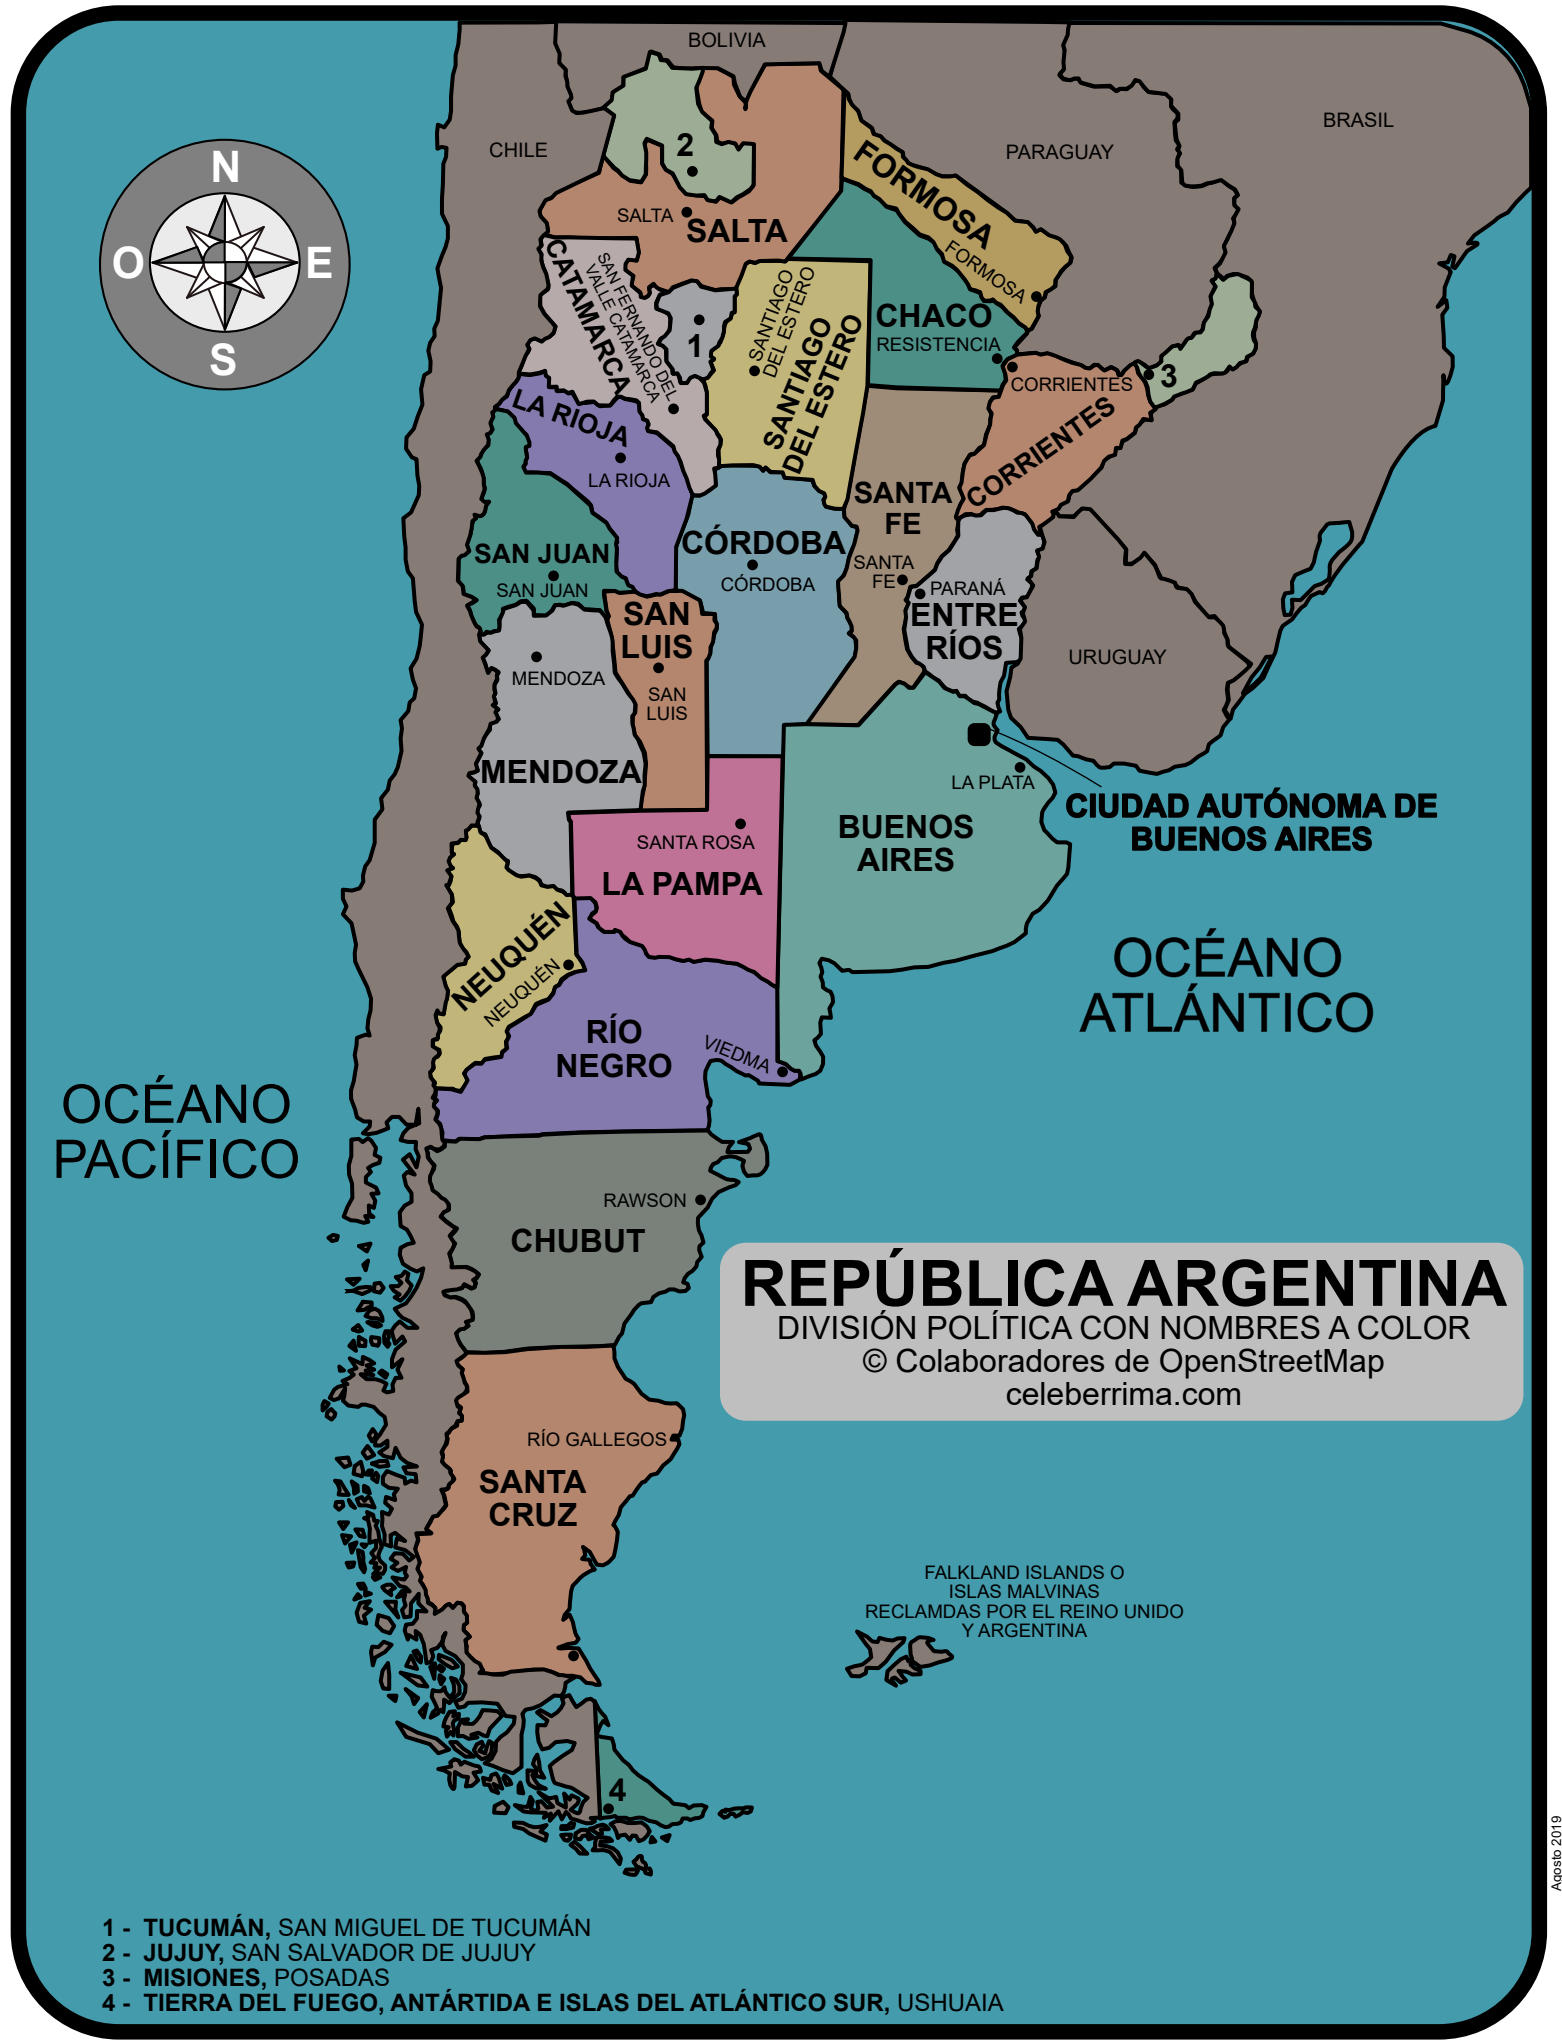 BOLIVIA
BRASIL
CHILE
PARAGUAY
N
O
E
S
2
SALTA
SALTA
FORMOSA
FORMOSA
CATAMARCA
SAN FERNANDO DEL
VALLE CATAMARCA
1
SANTIAGO
DEL ESTERO
SANTIAGO
DEL ESTERO
CHACO
RESISTENCIA
CORRIENTES
3
CORRIENTES
LA RIOJA
LA RIOJA
SANTA
FE
SANTA
FE
SAN JUAN
SAN JUAN
CÓRDOBA
CÓRDOBA
PARANÁ
ENTRE
RÍOS
SAN
LUIS
SAN
LUIS
URUGUAY
MENDOZA
MENDOZA
LA PLATA
CIUDAD AUTÓNOMA DE
BUENOS AIRES
BUENOS
AIRES
SANTA ROSA
LA PAMPA
NEUQUÉN
NEUQUÉN
OCÉANO
ATLÁNTICO
RÍO
NEGRO
VIEDMA
OCÉANO
PACÍFICO
RAWSON
CHUBUT
REPÚBLICA ARGENTINA
DIVISIÓN POLÍTICA CON NOMBRES A COLOR
© Colaboradores de OpenStreetMap
celeberrima.com
RÍO GALLEGOS
SANTA
CRUZ
FALKLAND ISLANDS O
ISLAS MALVINAS
RECLAMDAS POR EL REINO UNIDO
Y ARGENTINA
4
Agosto 2019
1 - TUCUMÁN, SAN MIGUEL DE TUCUMÁN
2 - JUJUY, SAN SALVADOR DE JUJUY
3 - MISIONES, POSADAS
4 - TIERRA DEL FUEGO, ANTÁRTIDA E ISLAS DEL ATLÁNTICO SUR, USHUAIA